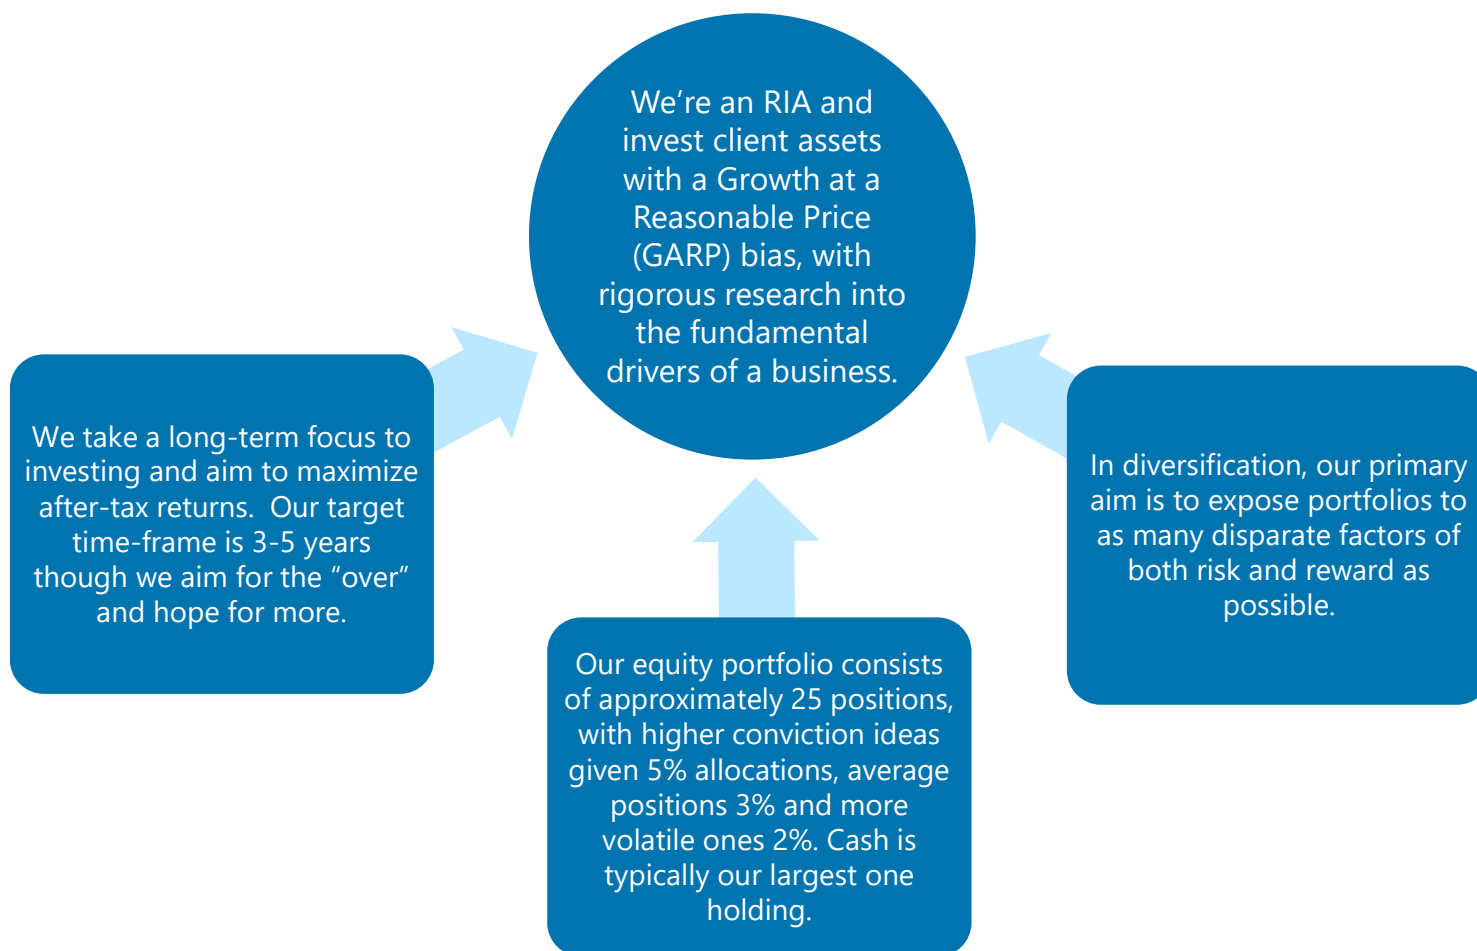 We’re an RIA and
invest client assets
with a Growth at a
Reasonable Price
(GARP) bias, with
rigorous research into
the fundamental
drivers of a business.
We take a long-term focus to
investing and aim to maximize
after-tax returns.  Our target
time-frame is 3-5 years
though we aim for the “over”
and hope for more.
Our equity portfolio consists
of approximately 25 positions,
with higher conviction ideas
given 5% allocations, average
positions 3% and more
volatile ones 2%. Cash is
typically our largest one
holding.
In diversification, our primary
aim is to expose portfolios to
as many disparate factors of
both risk and reward as
possible.